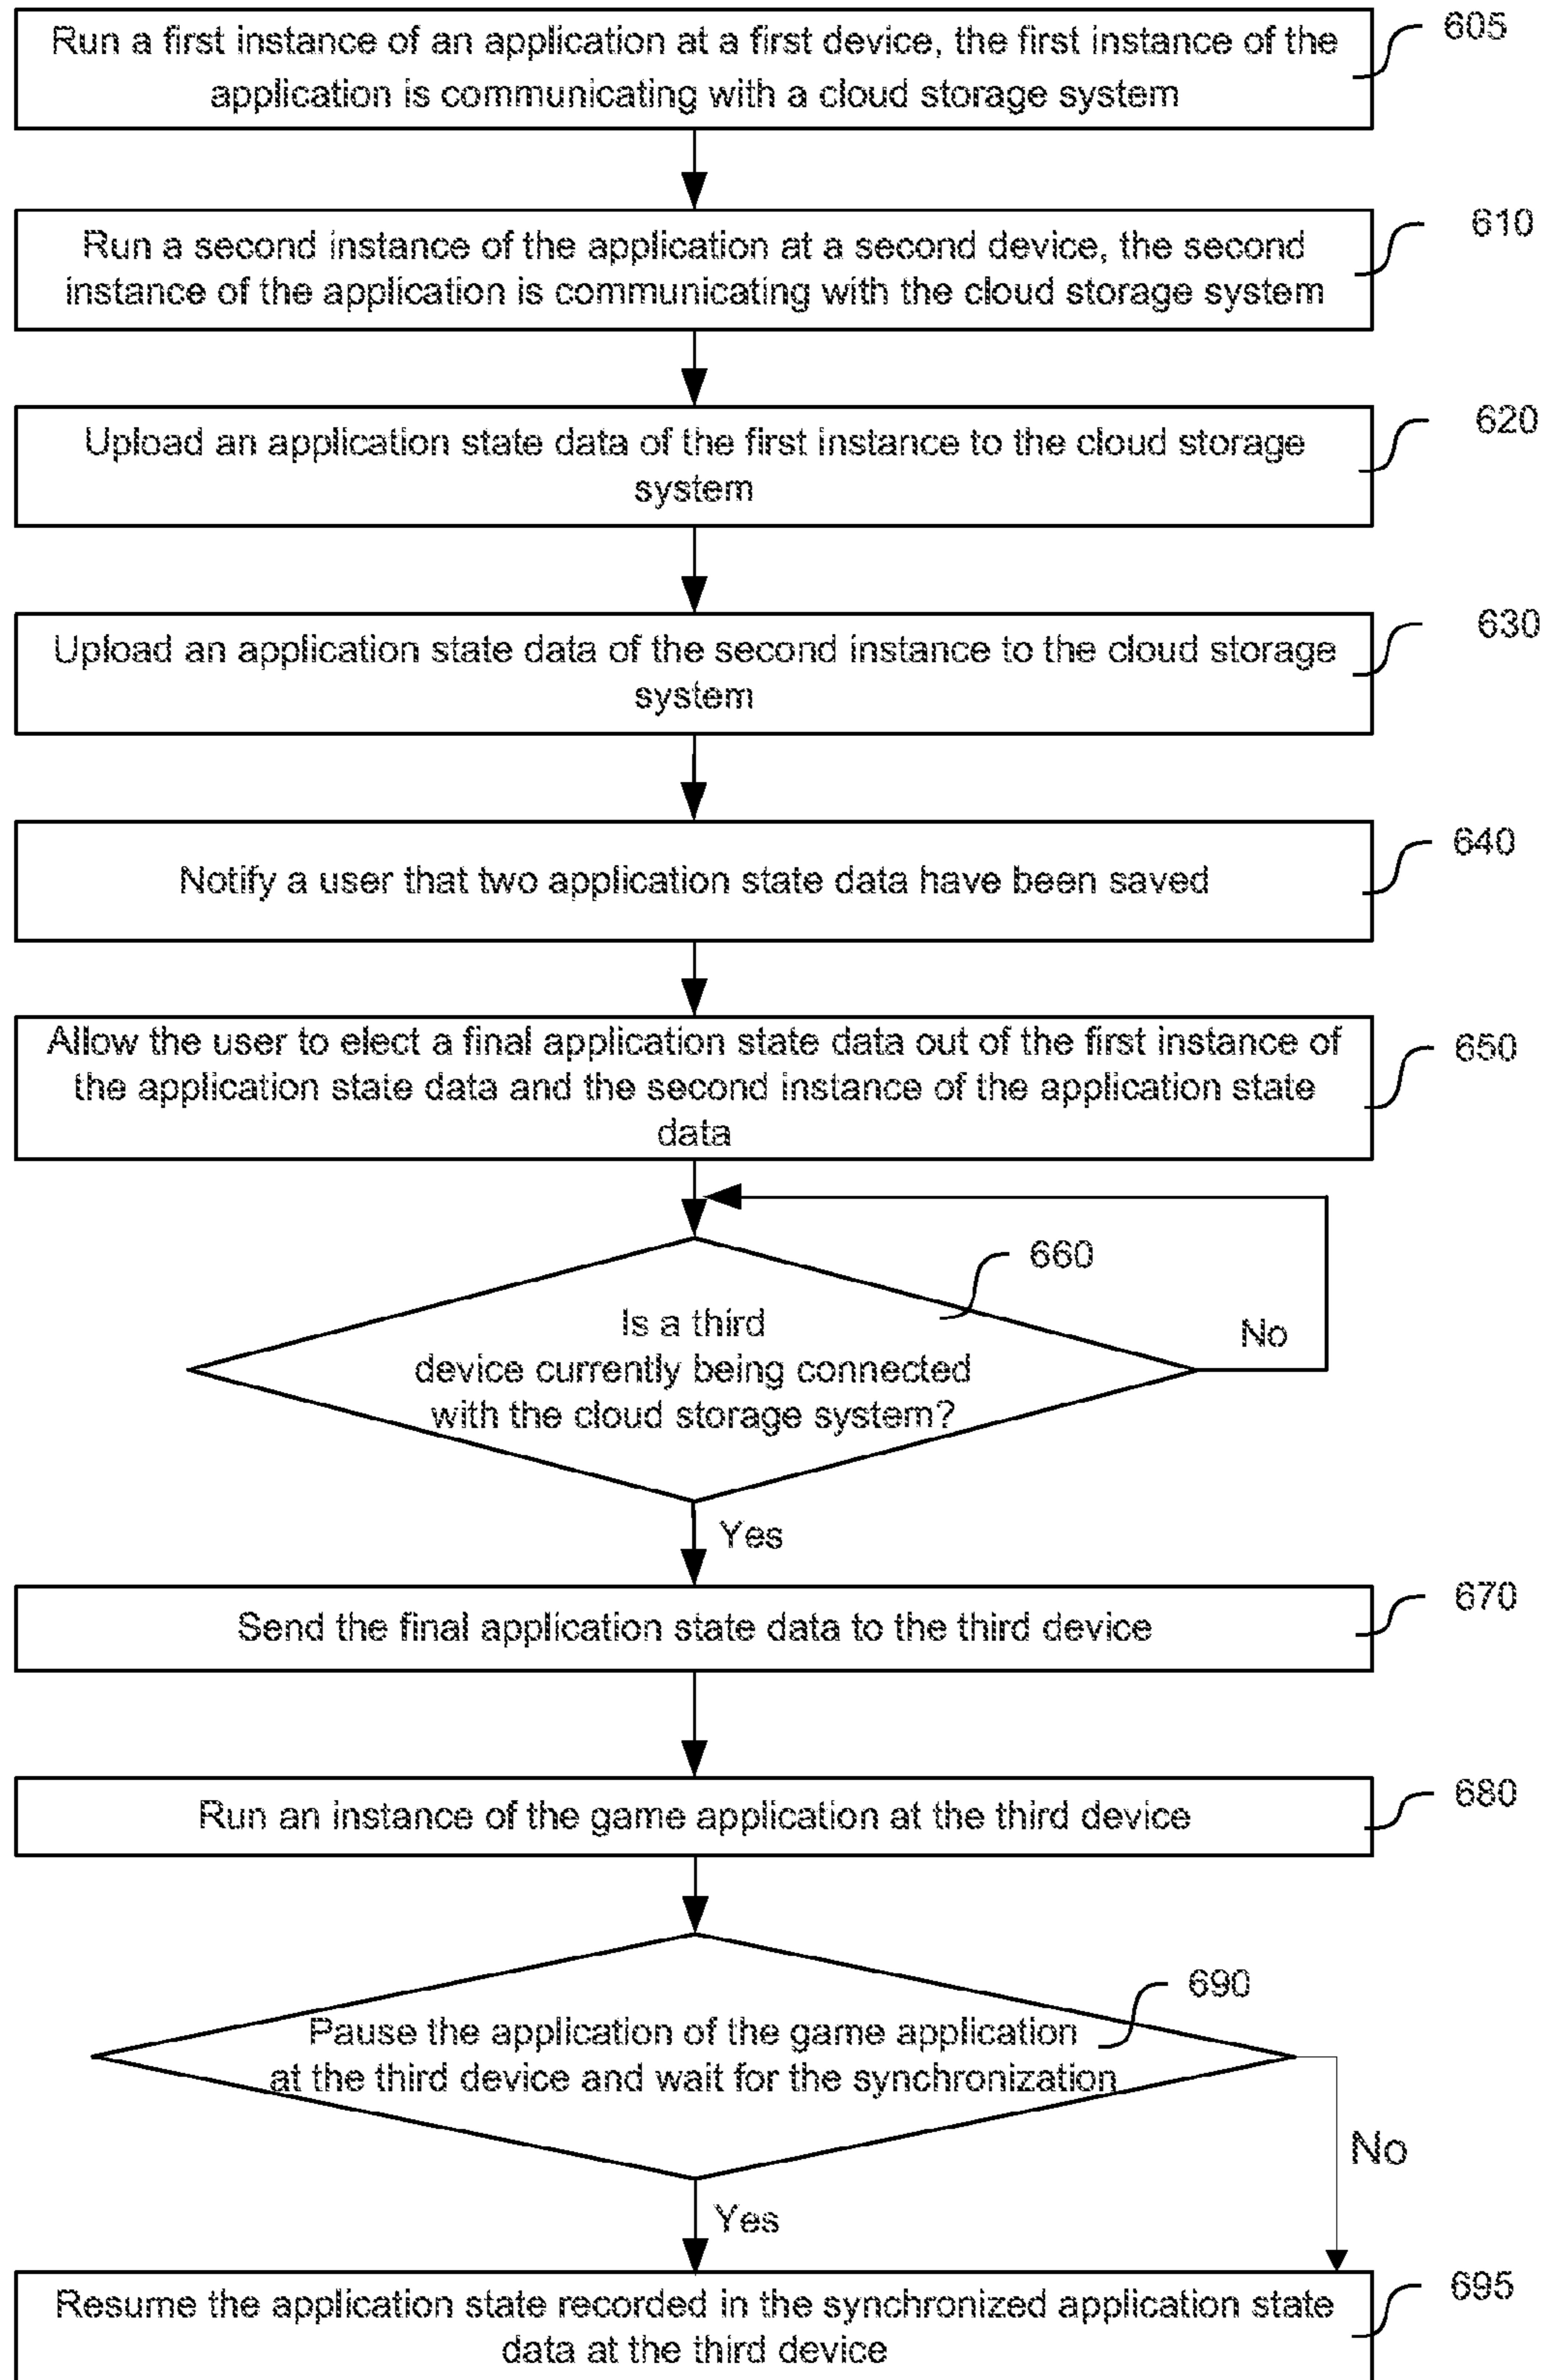 Run a first instance of an application at a first device, the first instance of the
application is communicating with a cloud storage system
605
Run a second instance of the application at a second device, the second
instance of the application is communicating with the cloud storage system
610
Upload an application state data of the first instance to the cloud storage
system
620
Upload an application state data of the second instance to the cloud storage
system
630
Notify a user that two application state data have been saved
640
Allow the user to elect a final application state data out of the first instance of
the application state data and the second instance of the application state
data
650
660
Is a third
device currently being connected
with the cloud storage system?
No
Yes
Send the final application state data to the third device
670
Run an instance of the game application at the third device
680
690
Pause the application of the game application
at the third device and wait for the synchronization
No
Yes
Resume the application state recorded in the synchronized application state
data at the third device
695